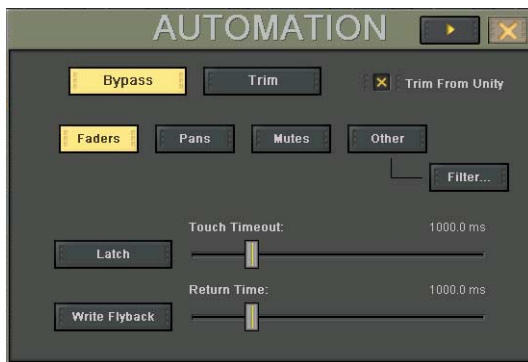 AUTOMATION
Bypass Trim Trim From Unity
Faders Pans Mutes Other
Filter...
Touch Timeout: 1000.0 ms
Latch
Return Time: 1000.0 ms
Write Flyback